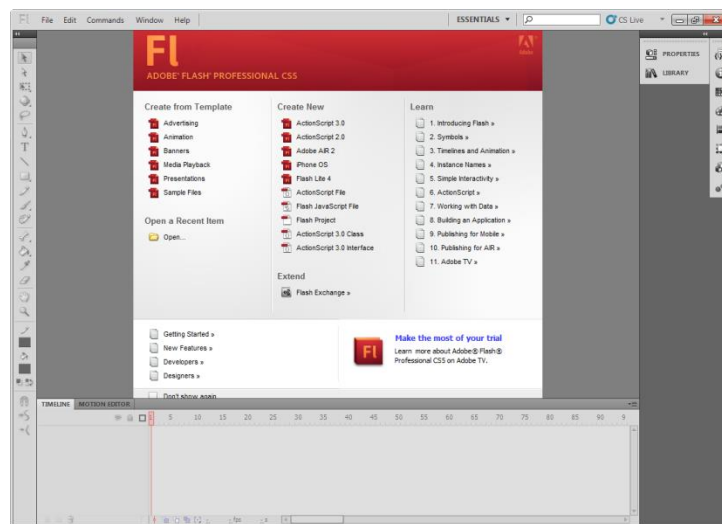 Fl File Edit Commands Window Help ESSENTIALS CS Live
Fl
Adobe
ADOBE® FLASH® PROFESSIONAL CS5
PROPERTIES
LIBRARY
Create from Template
Advertising
Animation
Banners
Media Playback
Presentations
Sample Files
Open a Recent Item
Open...
Create New
ActionScript 3.0
ActionScript 2.0
Adobe AIR 2
iPhone OS
Flash Lite 4
ActionScript File
Flash JavaScript File
Flash Project
ActionScript 3.0 Class
ActionScript 3.0 Interface
Extend
Flash Exchange »
Learn
1. Introducing Flash »
2. Symbols »
3. Timelines and Animation »
4. Instance Names »
5. Simple Interactivity »
6. ActionScript »
7. Working with Data »
8. Building an Application »
9. Publishing for Mobile »
10. Publishing for AIR »
11. Adobe TV »
Getting Started »
New Features »
Developers »
Designers »
Fl
Make the most of your trial
Learn more about Adobe® Flash®
Professional CS5 on Adobe TV.
Don't show again
TIMELINE MOTION EDITOR
5 10 15 20 25 30 35 40 45 50 55 60 65 70 75 80 85 90